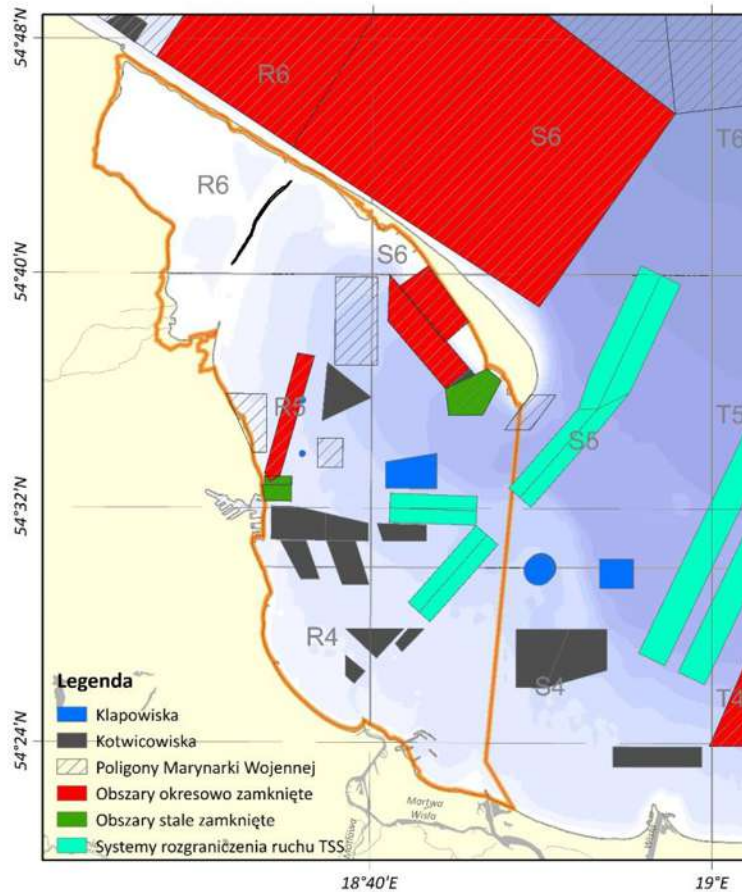 54°48'N
R6
S6
T6
R6
S6
54°40'N
T5
R5
S5
54°32'N
R4
S4
T4
54°24'N
Legenda
Klapowiska
Kotwicowiska
Poligony Marynarki Wojennej
Obszary okresowo zamknięte
Obszary stale zamknięte
Systemy rozgraniczenia ruchu TSS
Martwa
Wisła
18°40'E
19°E